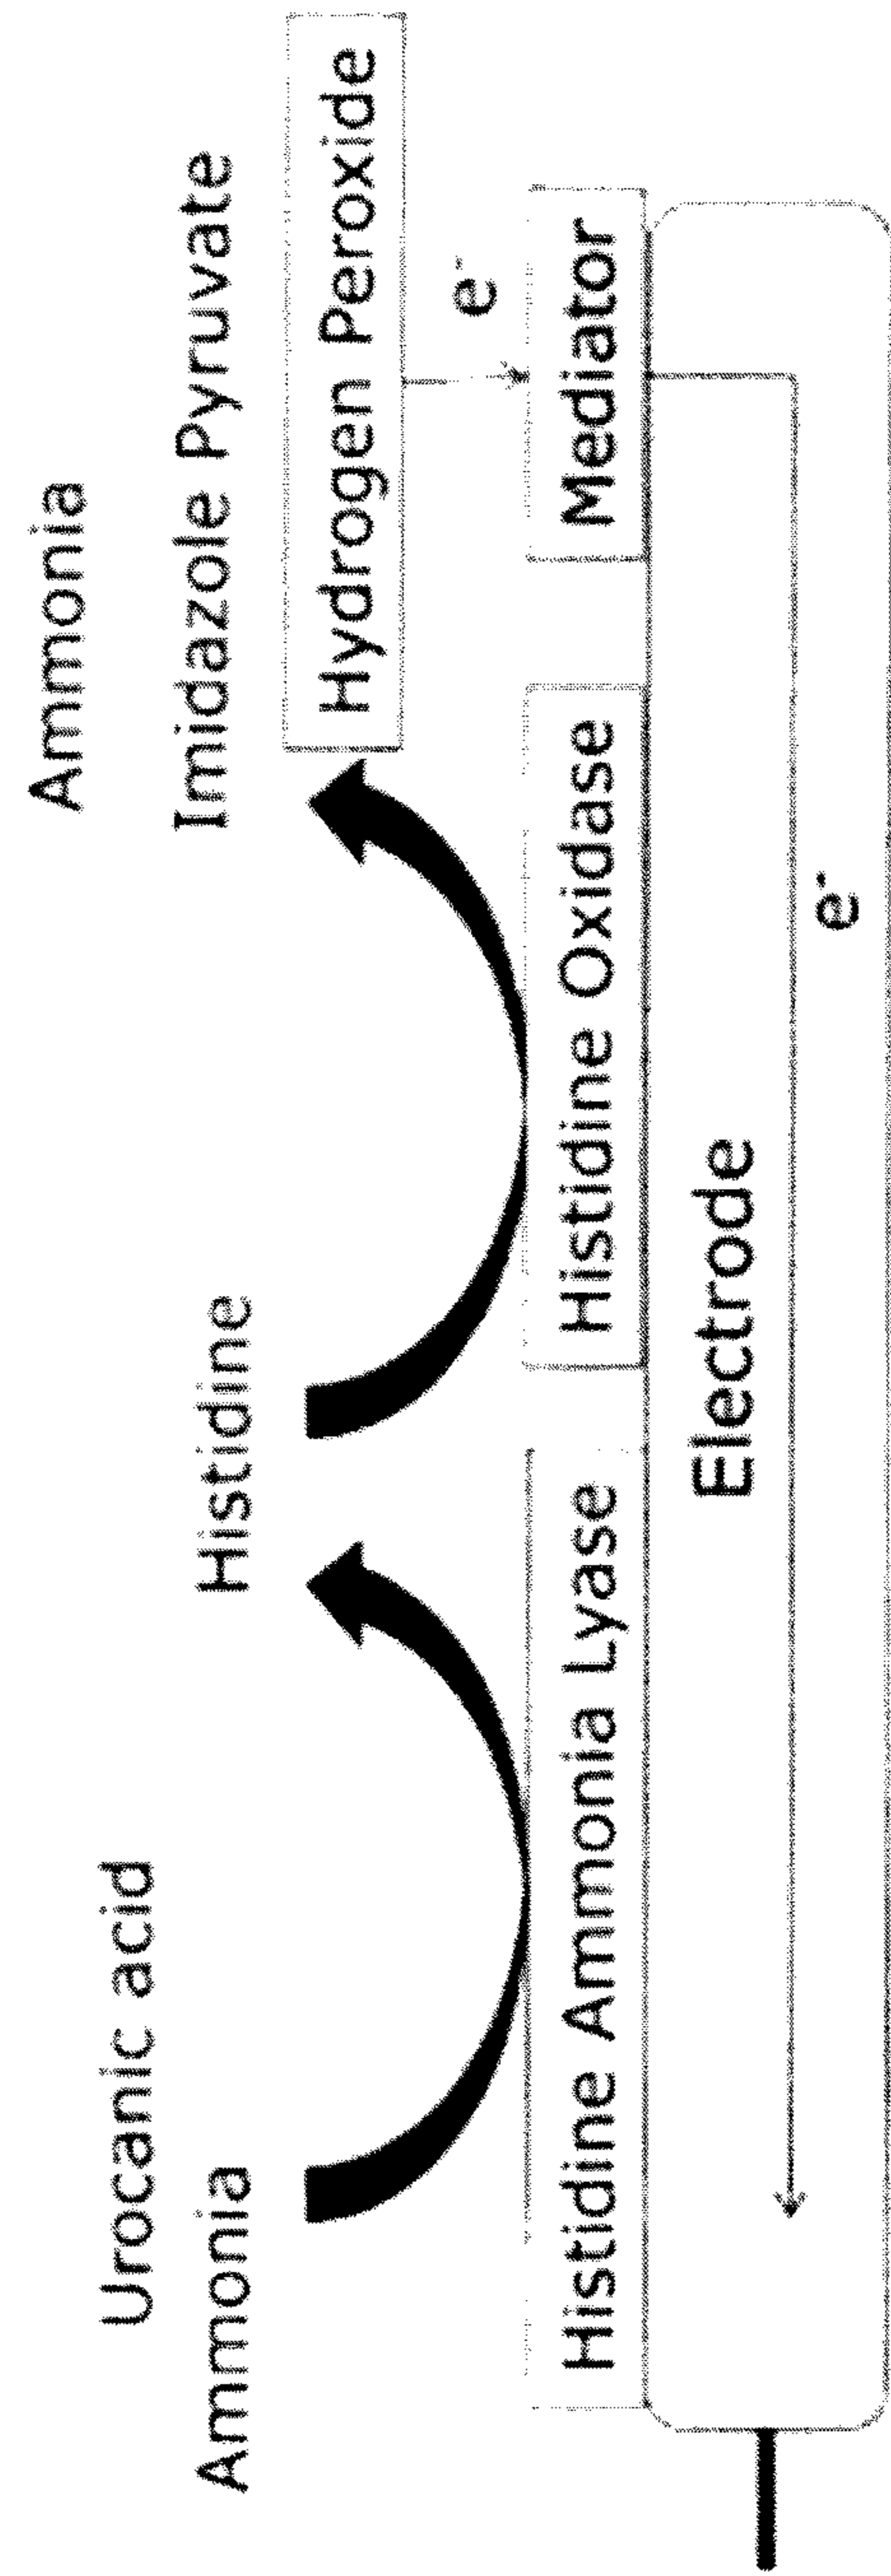 Ammonia
Urocanic acid
Imidazole Pyruvate
Ammonia
Histidine
Hydrogen Peroxide
e-
Histidine Ammonia Lyase
Histidine Oxidase
Mediator
Electrode
e-